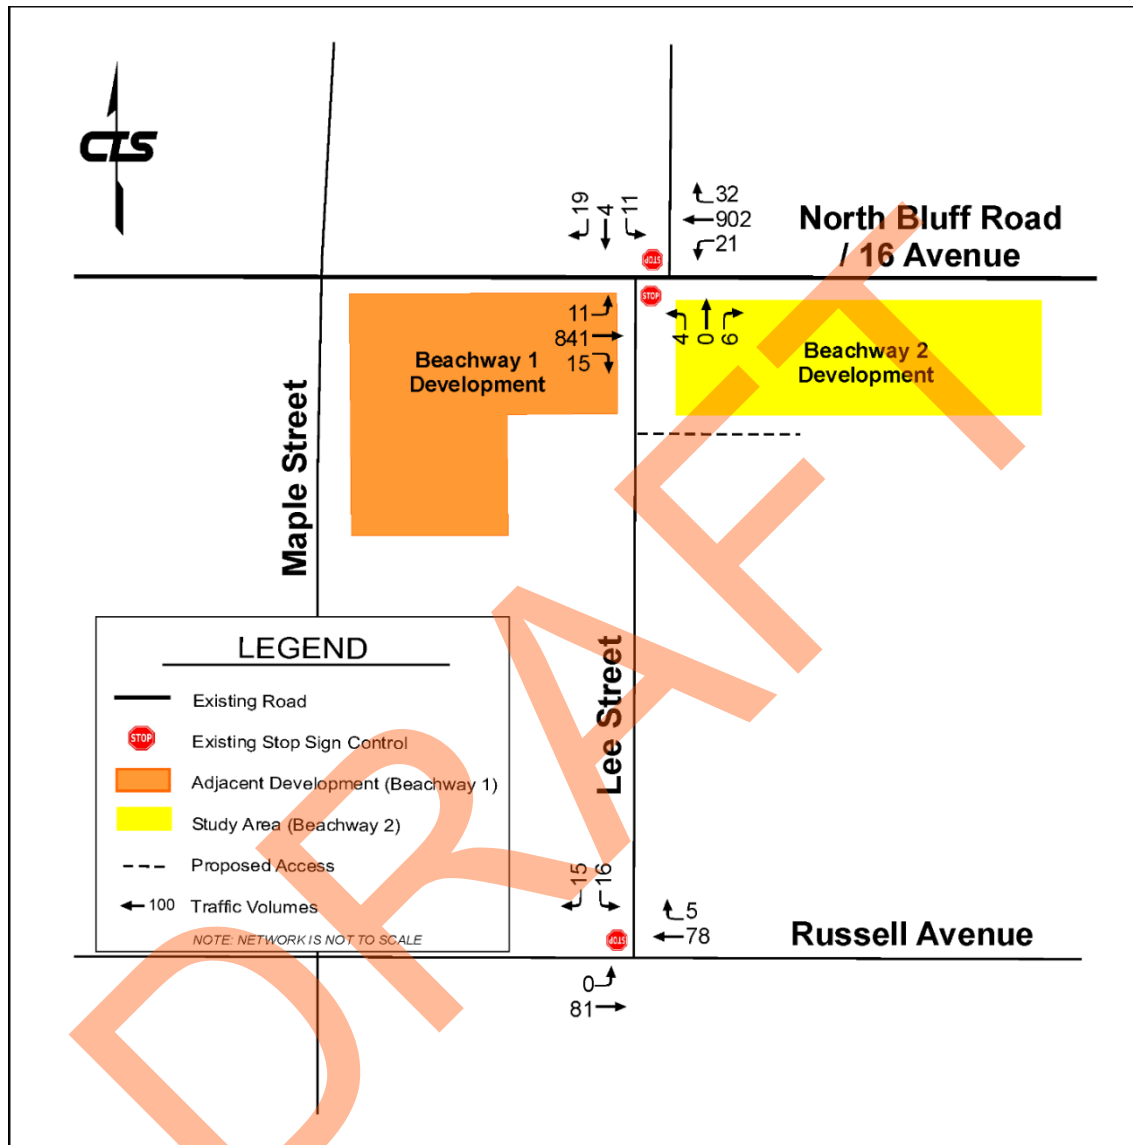 CTS
19
4
11
32
902
21
North Bluff Road
/ 16 Avenue
STOP
STOP
11
841
15
4
0
6
Beachway 1
Development
Beachway 2
Development
Maple Street
Lee Street
LEGEND
Existing Road
STOP
Existing Stop Sign Control
Adjacent Development (Beachway 1)
Study Area (Beachway 2)
Proposed Access
100
Traffic Volumes
NOTE: NETWORK IS NOT TO SCALE
15
16
5
78
STOP
Russell Avenue
0
81
DRAFT